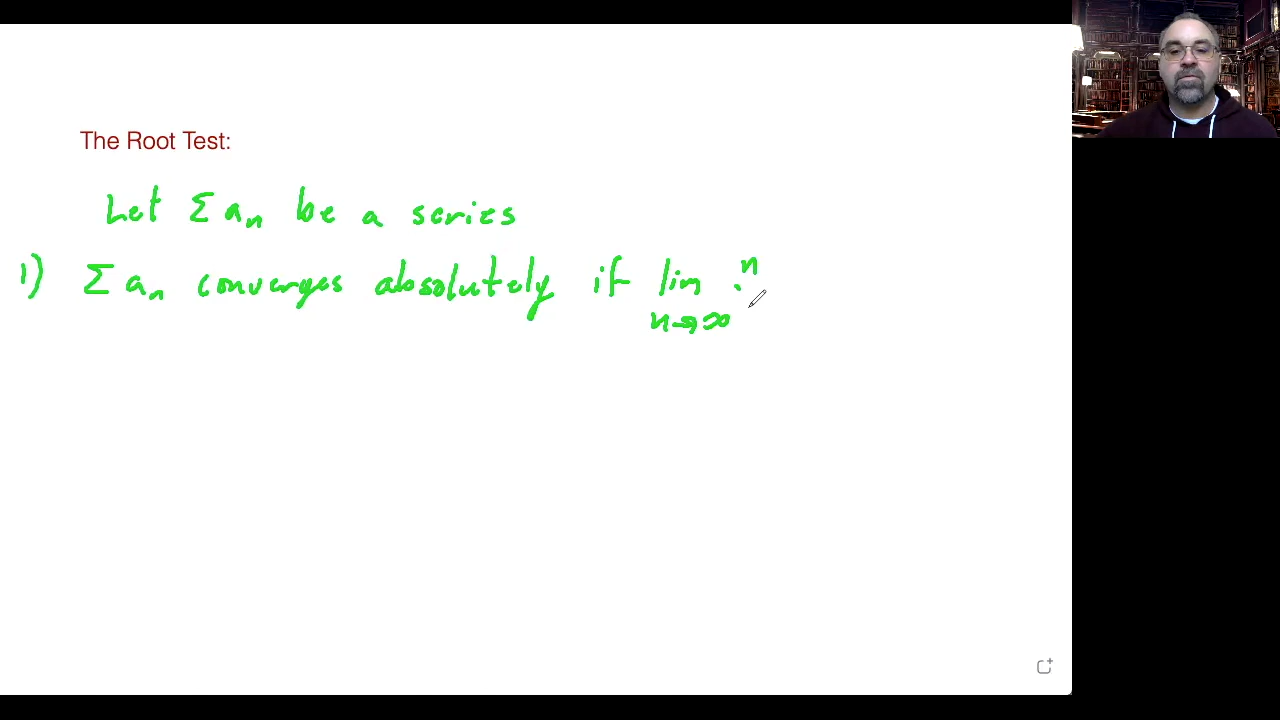 The Root Test:
Let Σ aₙ be a series
1) Σ aₙ converges absolutely if lim n→∞ ⁿ